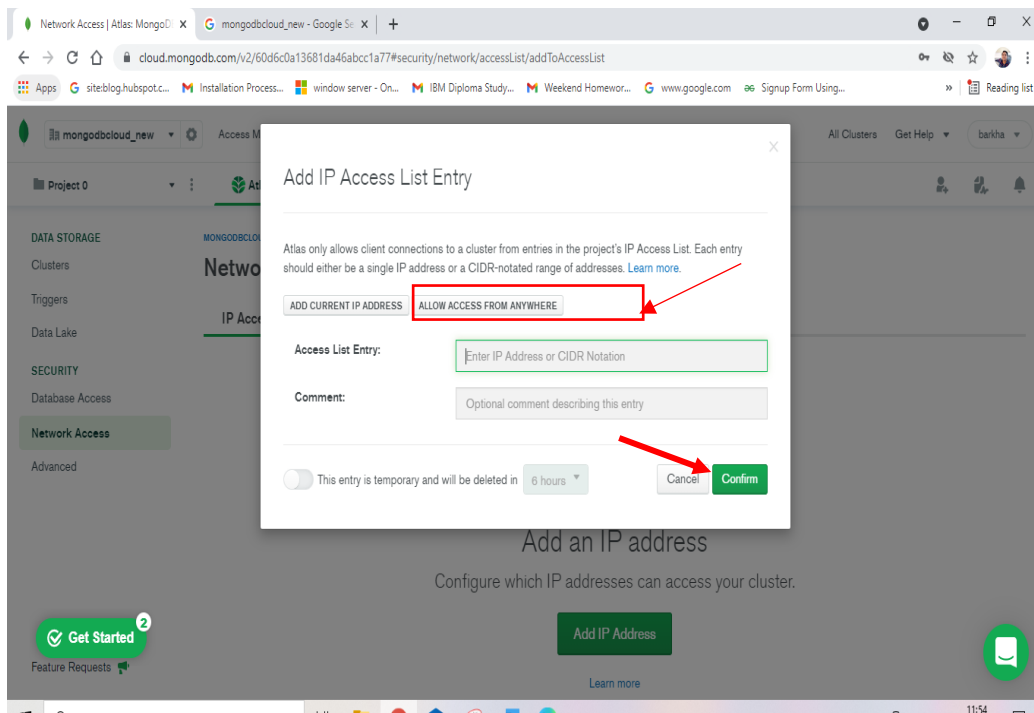 Network Access | Atlas: MongoD
mongodbcloud_new - Google Se
cloud.mongodb.com/v2/60d6c0a13681da46abcc1a77#security/network/accessList/addToAccessList
Apps site:blog.hubspot.c... Installation Process... window server - On... IBM Diploma Study... Weekend Homewor... www.google.com Signup Form Using... » Reading list
mongodbcloud_new Access M All Clusters Get Help barkha
Project 0 Atl
Add IP Access List Entry
X
DATA STORAGE
Clusters
Triggers
Data Lake
SECURITY
Database Access
Network Access
Advanced
MONGODBCLO
Netwo
IP Acce
Atlas only allows client connections to a cluster from entries in the project's IP Access List. Each entry
should either be a single IP address or a CIDR-notated range of addresses. Learn more.
ADD CURRENT IP ADDRESS ALLOW ACCESS FROM ANYWHERE
Access List Entry: Enter IP Address or CIDR Notation
Comment: Optional comment describing this entry
This entry is temporary and will be deleted in 6 hours Cancel Confirm
Add an IP address
Configure which IP addresses can access your cluster.
Add IP Address
Learn more
Get Started 2
Feature Requests
11:54